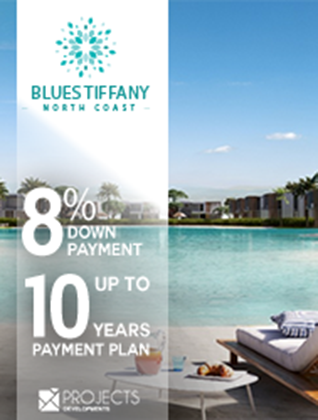 BLUES TIFFANY
NORTH COAST
8%
DOWN
PAYMENT
10 UP TO
YEARS
PAYMENT PLAN
PROJECTS
DEVELOPMENTS